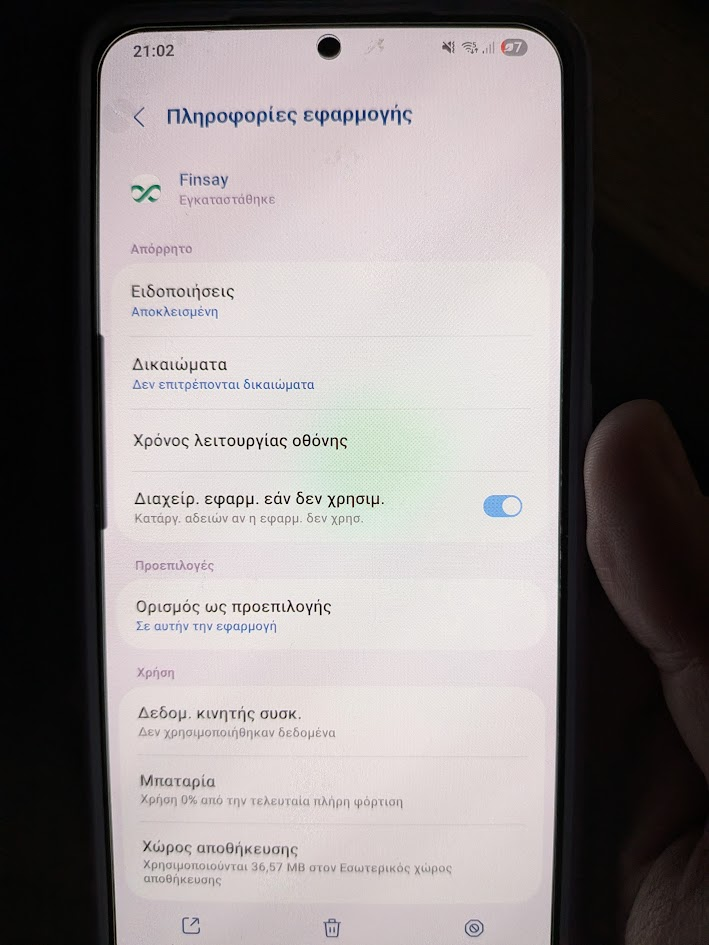 21:02
97
Πληροφορίες εφαρμογής
Finsay
Εγκαταστάθηκε
Απόρρητο
Ειδοποιήσεις
Αποκλεισμένη
Δικαιώματα
Δεν επιτρέπονται δικαιώματα
Χρόνος λειτουργίας οθόνης
Διαχείρ. εφαρμ. εάν δεν χρησιμ.
Κατάργ. αδειών αν η εφαρμ. δεν χρησ.
Προεπιλογές
Ορισμός ως προεπιλογής
Σε αυτήν την εφαρμογή
Χρήση
Δεδομ. κινητής συσκ.
Δεν χρησιμοποιήθηκαν δεδομένα
Μπαταρία
Χρήση 0% από την τελευταία πλήρη φόρτιση
Χώρος αποθήκευσης
Χρησιμοποιούνται 36,57 MB στον Εσωτερικός χώρος
αποθήκευσης